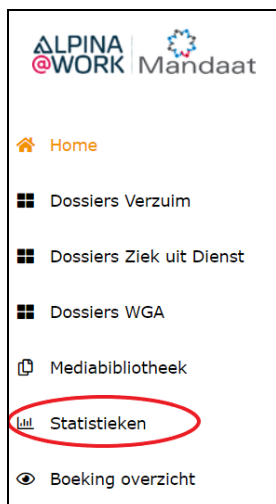 ALPINA
@WORK
Mandaat
Home
Dossiers Verzuim
Dossiers Ziek uit Dienst
Dossiers WGA
Mediabibliotheek
Statistieken
Boeking overzicht